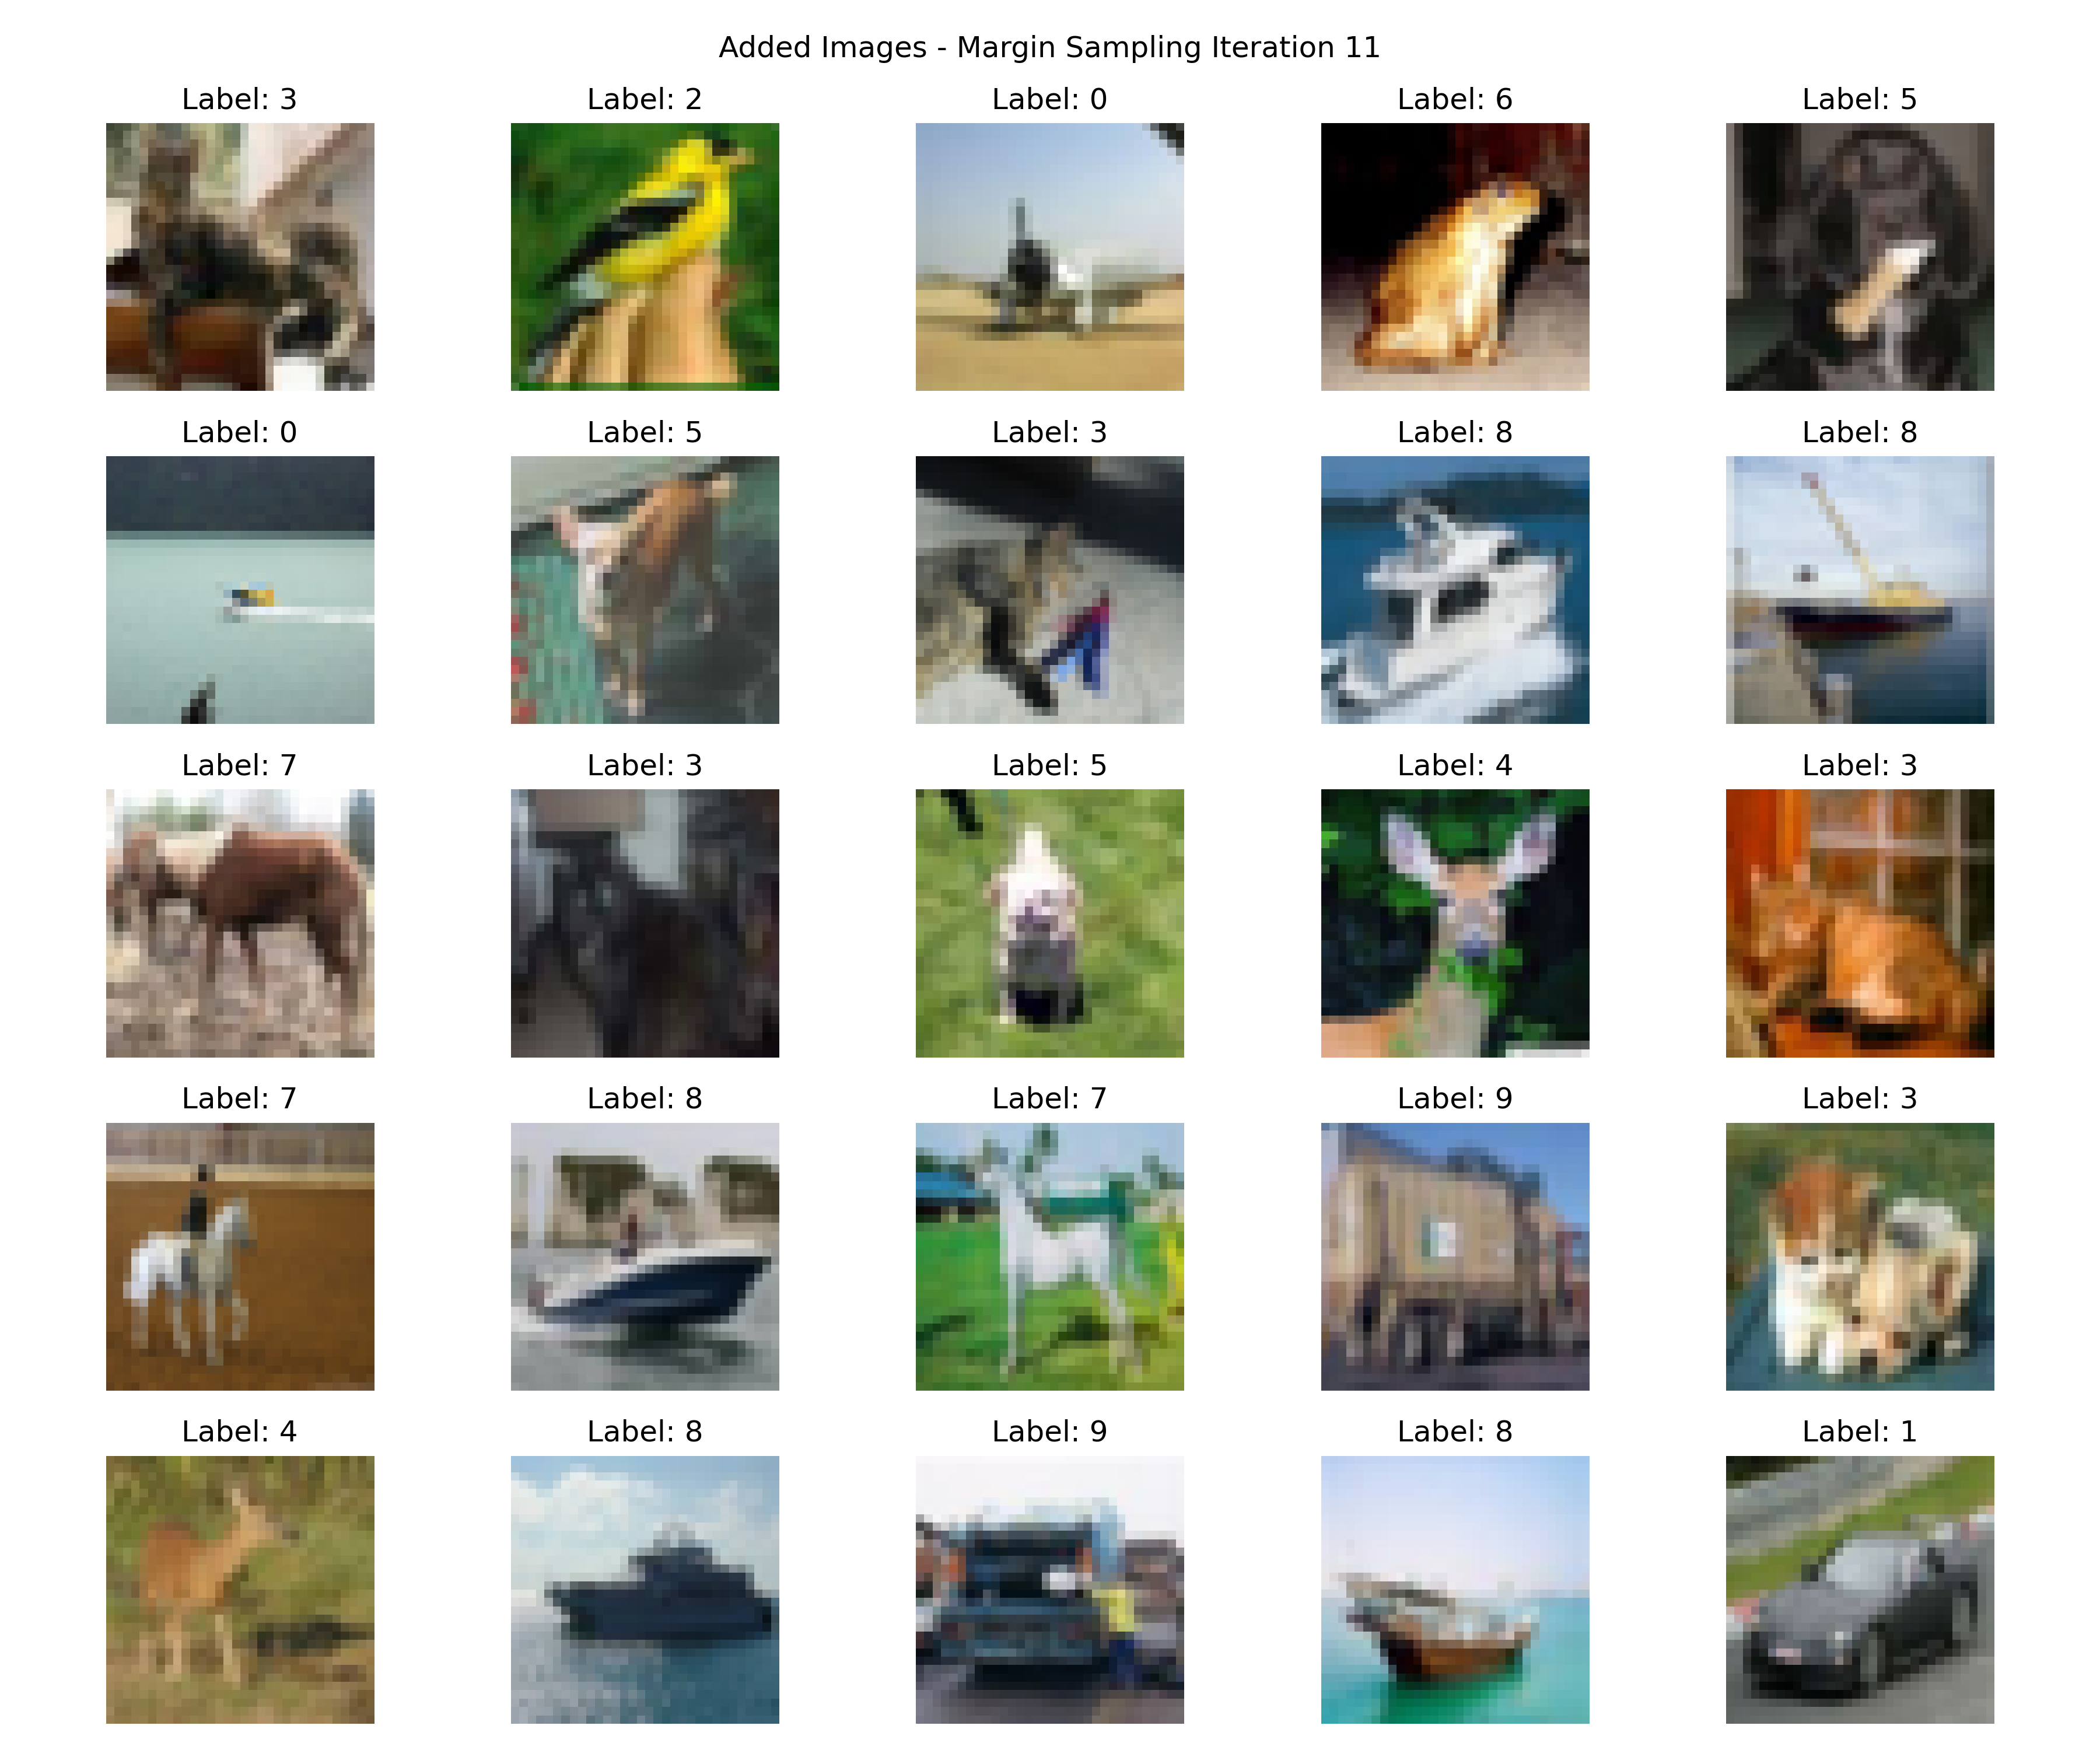 Added Images - Margin Sampling Iteration 11
Label: 3 Label: 2 Label: 0 Label: 6 Label: 5
Label: 0 Label: 5 Label: 3 Label: 8 Label: 8
Label: 7 Label: 3 Label: 5 Label: 4 Label: 3
Label: 7 Label: 8 Label: 7 Label: 9 Label: 3
Label: 4 Label: 8 Label: 9 Label: 8 Label: 1